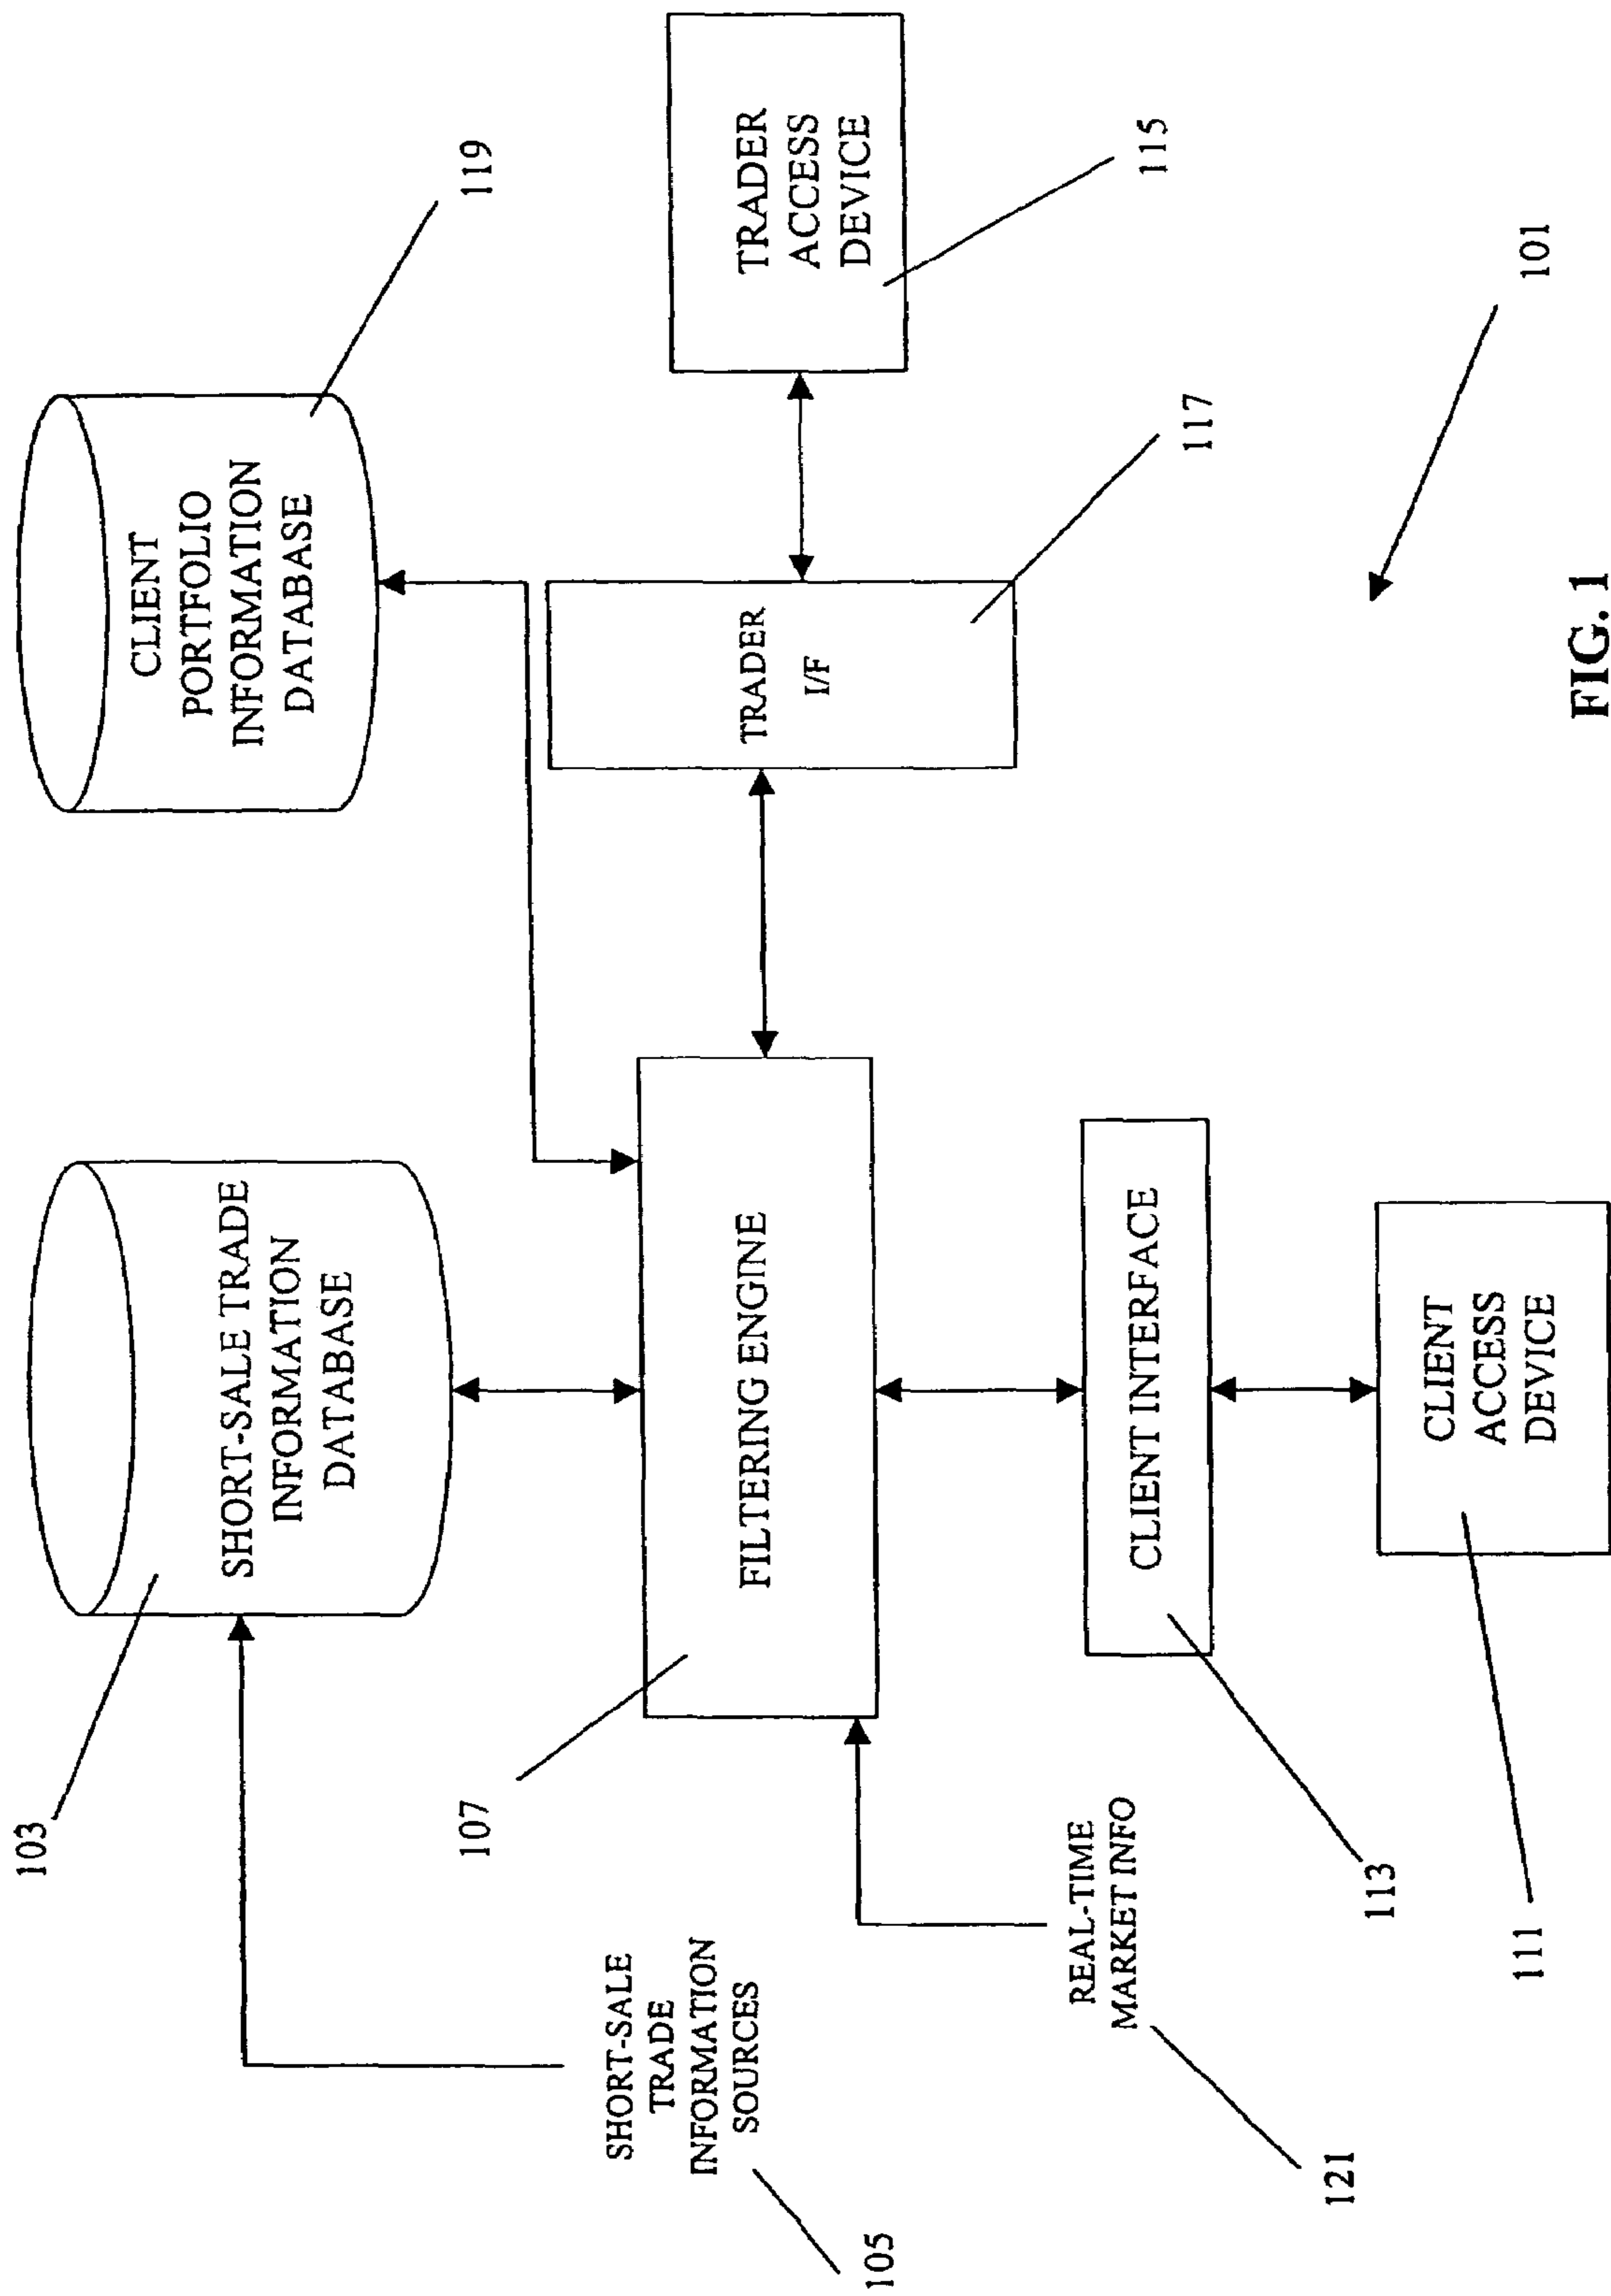 103
SHORT-SALE TRADE
INFORMATION
DATABASE
CLIENT
PORTFOLIO
INFORMATION
DATABASE
119
SHORT-SALE
TRADE
INFORMATION
SOURCES
105
107
FILTERING ENGINE
TRADER
I/F
TRADER
ACCESS
DEVICE
115
117
REAL-TIME
MARKET INFO
121
CLIENT INTERFACE
113
CLIENT
ACCESS
DEVICE
111
101
FIG. 1